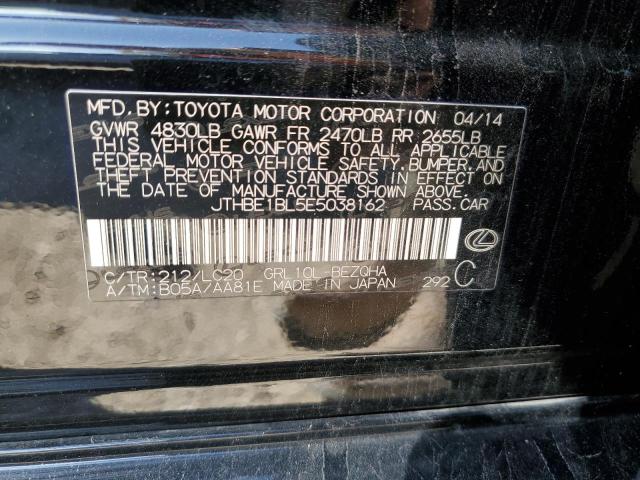 MFD. BY: TOYOTA MOTOR CORPORATION 04/14
GVWR 4830LB GAWR FR 2470LB RR 2655LB
THIS VEHICLE CONFORMS TO ALL APPLICABLE
FEDERAL MOTOR VEHICLE SAFETY, BUMPER, AND
THEFT PREVENTION STANDARDS IN EFFECT ON
THE DATE OF MANUFACTURE SHOWN ABOVE.
JTHBE1BL5E5038162 PASS. CAR
C/TR: 212/LC20 GRL10L-BEZQHA
A/TM: B05A/AA81E MADE IN JAPAN 292 C